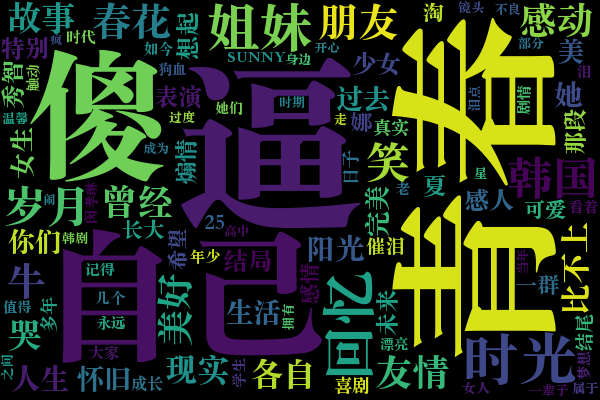 故事
春花
姐妹
朋友
淘
镜头
不良
感动
特别
疯
时代
如今
想起
SUNNY
身边
开心
部分
美
泪
秀智
触动
傻
逼
青春
狗血
表演
她们
时期
少女
过去
泪点
剧情
她
那段
温馨
女生
过度
煽情
成为
走
娜
真实
笑
日子
完美
老
夏
星
感人
韩国
可爱
看着
岁月
闹
曾经
25
高中
你们
韩剧
长大
希望
年少
结局
感情
阳光
催泪
当年
一群
比不上
牛
记得
自己
值得
多年
几个
永远
美好
生活
拥有
回忆
未来
哭
大家
漂亮
时光
结尾
梦想
之间
人生
怀旧
成长
现实
学生
各自
喜剧
友情
女人
一辈子
属于